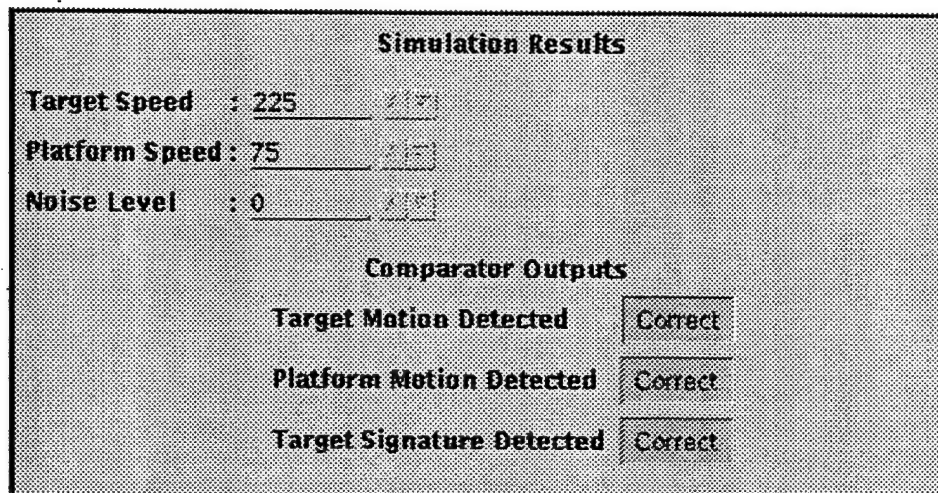 Simulation Results
Target Speed : 225
Platform Speed : 75
Noise Level : 0
Comparator Outputs
Target Motion Detected Correct
Platform Motion Detected Correct
Target Signature Detected Correct